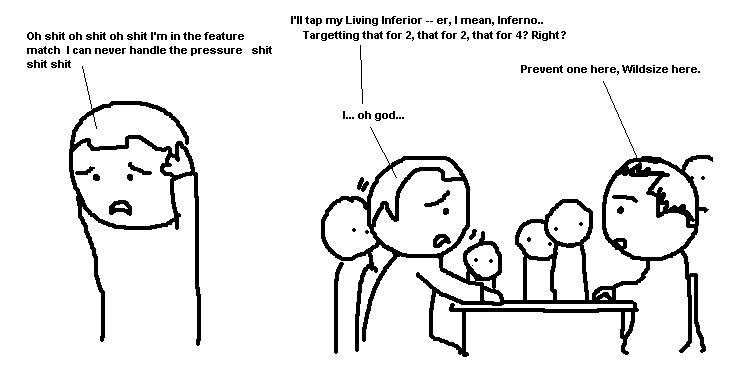 Oh shit oh shit oh shit I'm in the feature
match  I can never handle the pressure   shit
shit shit
I'll tap my Living Inferior -- er, I mean, Inferno..
Targetting that for 2, that for 2, that for 4? Right?
I... oh god...
Prevent one here, Wildsize here.